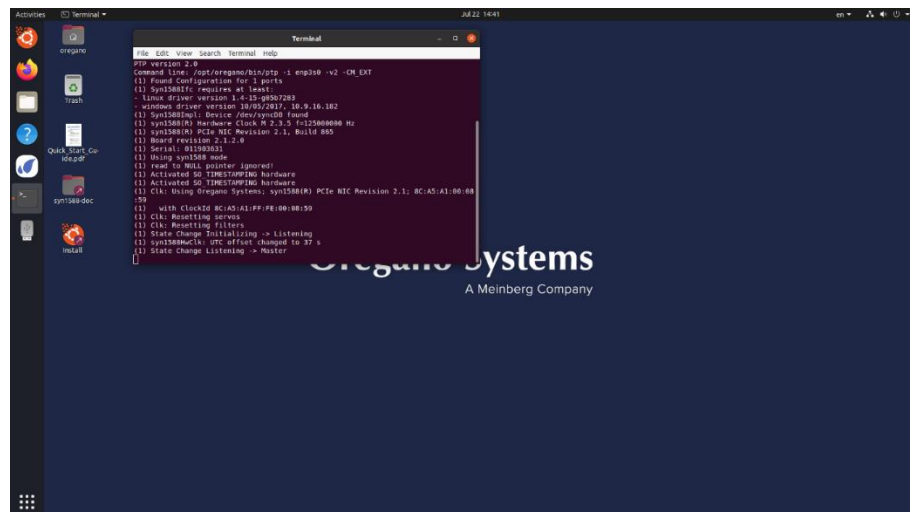 Activities
Terminal
Jul 22 14:41
en
oregano
Trash
Quick_Start_Gu
ide.pdf
syn1588-doc
Install
Terminal
File Edit View Search Terminal Help
PTP version 2.0
Command line: /opt/oregano/bin/ptp -i enp3s0 -v2 -CM_EXT
(1) Found Configuration for 1 ports
(1) Syn1588Ifc requires at least:
- linux driver version 1.4-15-g05b7283
- windows driver version 10/05/2017, 10.9.16.182
(1) Syn1588Impl: Device /dev/syncD0 found
(1) syn1588(R) Hardware Clock M 2.3.5 f=125000000 Hz
(1) syn1588(R) PCIe NIC Revision 2.1, Build 865
(1) Board revision 2.1.2.0
(1) Serial: 011903631
(1) Using syn1588 mode
(1) read to NULL pointer ignored!
(1) Activated SO_TIMESTAMPING hardware
(1) Activated SO_TIMESTAMPING hardware
(1) Clk: Using Oregano Systems; syn1588(R) PCIe NIC Revision 2.1; 8C:A5:A1:00:08
:59
(1) with ClockId 8C:A5:A1:FF:FE:00:08:59
(1) Clk: Resetting servos
(1) Clk: Resetting filters
(1) State Change Initializing -> Listening
(1) syn1588HwClk: UTC offset changed to 37 s
(1) State Change Listening -> Master
Oregano Systems
A Meinberg Company